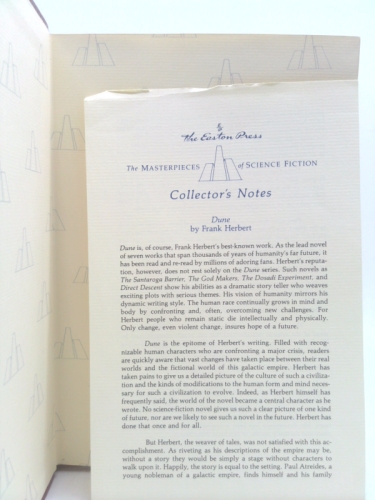 The Easton Press
The MASTERPIECES of SCIENCE FICTION
Collector's Notes
Dune
by Frank Herbert
Dune is, of course, Frank Herbert's best-known work. As the lead novel
of seven works that span thousands of years of humanity's far future, it
has been read and re-read by millions of adoring fans. Herbert's reputa-
tion, however, does not rest solely on the Dune series. Such novels as
The Santaroga Barrier, The God Makers, The Dosadi Experiment, and
Direct Descent show his abilities as a dramatic story teller who weaves
exciting plots with serious themes. His vision of humanity mirrors his
dynamic writing style. The human race continually grows in mind and
body by confronting and, often, overcoming new challenges. For
Herbert people who remain static die intellectually and physically.
Only change, even violent change, insures hope of a future.
Dune is the epitome of Herbert's writing. Filled with recog-
nizable human characters who are confronting a major crisis, readers
are quickly aware that vast changes have taken place between their real
worlds and the fictional world of this galactic empire. Herbert has
taken pains to give us a detailed picture of the culture of such a civiliza-
tion and the kinds of modifications to the human form and mind neces-
sary for such a civilization to evolve. Indeed, as Herbert himself has
frequently said, the world of the novel became a central character as he
wrote. No science-fiction novel gives us such a clear picture of one kind
of future, nor are we likely to see such a novel in the future. Herbert has
done that once and for all.
But Herbert, the weaver of tales, was not satisfied with this ac-
complishment. As riveting as his descriptions of the empire may be,
without a story they would be simply a stage without characters to
walk upon it. Happily, the story is equal to the setting. Paul Atreides, a
young nobleman of a galactic empire, finds himself and his family